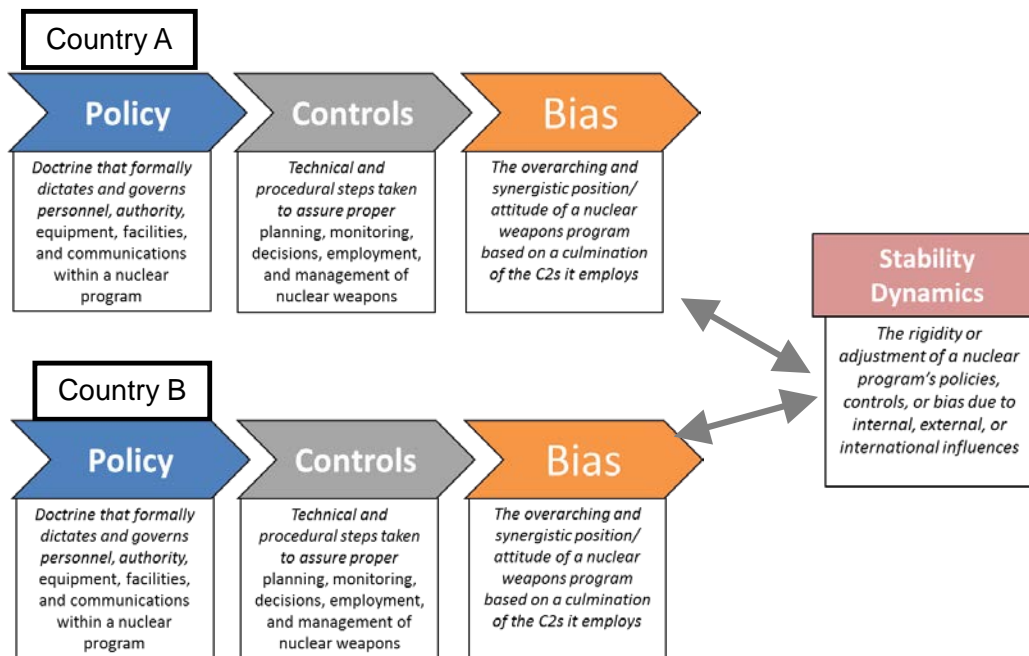 Country A
Policy
Doctrine that formally
dictates and governs
personnel, authority,
equipment, facilities,
and communications
within a nuclear
program
Controls
Technical and
procedural steps taken
to assure proper
planning, monitoring,
decisions, employment,
and management of
nuclear weapons
Bias
The overarching and
synergistic position/
attitude of a nuclear
weapons program
based on a culmination
of the C2s it employs
Stability
Dynamics
The rigidity or
adjustment of a nuclear
program's policies,
controls, or bias due to
internal, external, or
international influences
Country B
Policy
Doctrine that formally
dictates and governs
personnel, authority,
equipment, facilities,
and communications
within a nuclear
program
Controls
Technical and
procedural steps taken
to assure proper
planning, monitoring,
decisions, employment,
and management of
nuclear weapons
Bias
The overarching and
synergistic position/
attitude of a nuclear
weapons program
based on a culmination
of the C2s it employs